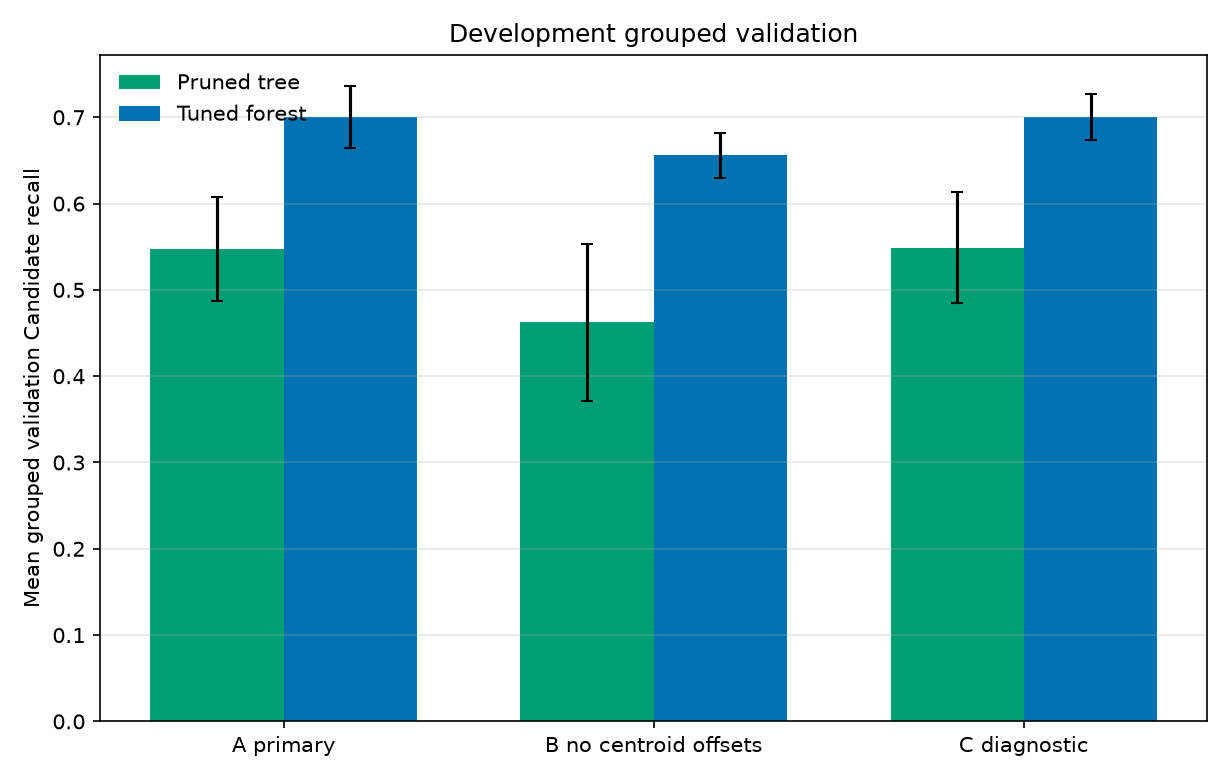 Development grouped validation
Pruned tree
Tuned forest
Mean grouped validation Candidate recall
0.7
0.6
0.5
0.4
0.3
0.2
0.1
0.0
A primary
B no centroid offsets
C diagnostic